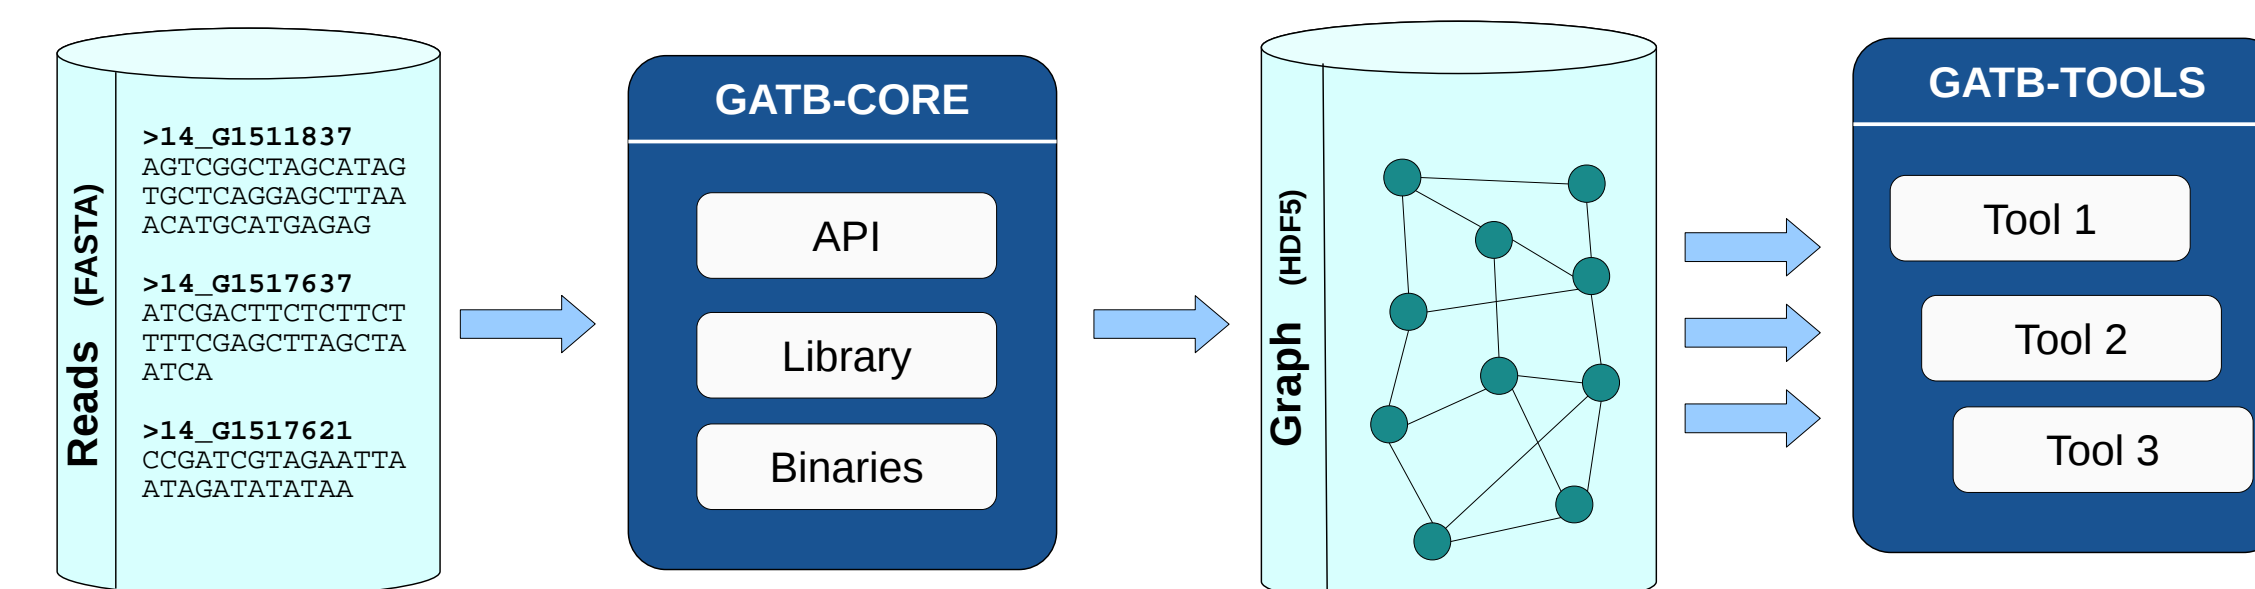 Reads (FASTA)
>14_G1511837
AGTCGGCTAGCATAG
TGCTCAGGAGCTTAA
ACATGCATGAGAG
>14_G1517637
ATCGACTTCTCTTCT
TTTCGAGCTTAGCTA
ATCA
>14_G1517621
CCGATCGTAGAATTA
ATAGATATATAA
GATB-CORE
API
Library
Binaries
Graph (HDF5)
GATB-TOOLS
Tool 1
Tool 2
Tool 3